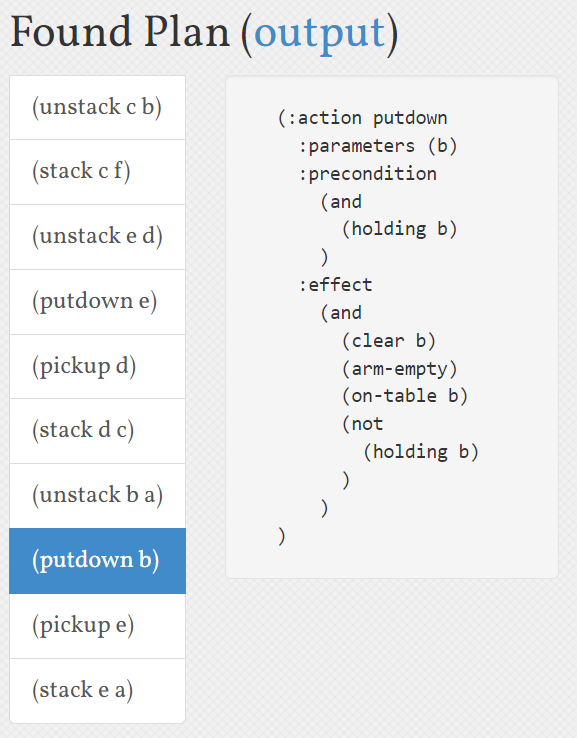 Found Plan (output)
(unstack c b)
(stack c f)
(unstack e d)
(putdown e)
(pickup d)
(stack d c)
(unstack b a)
(putdown b)
(pickup e)
(stack e a)
(:action putdown
  :parameters (b)
  :precondition
    (and
      (holding b)
    )
  :effect
    (and
      (clear b)
      (arm-empty)
      (on-table b)
      (not
        (holding b)
      )
    )
)